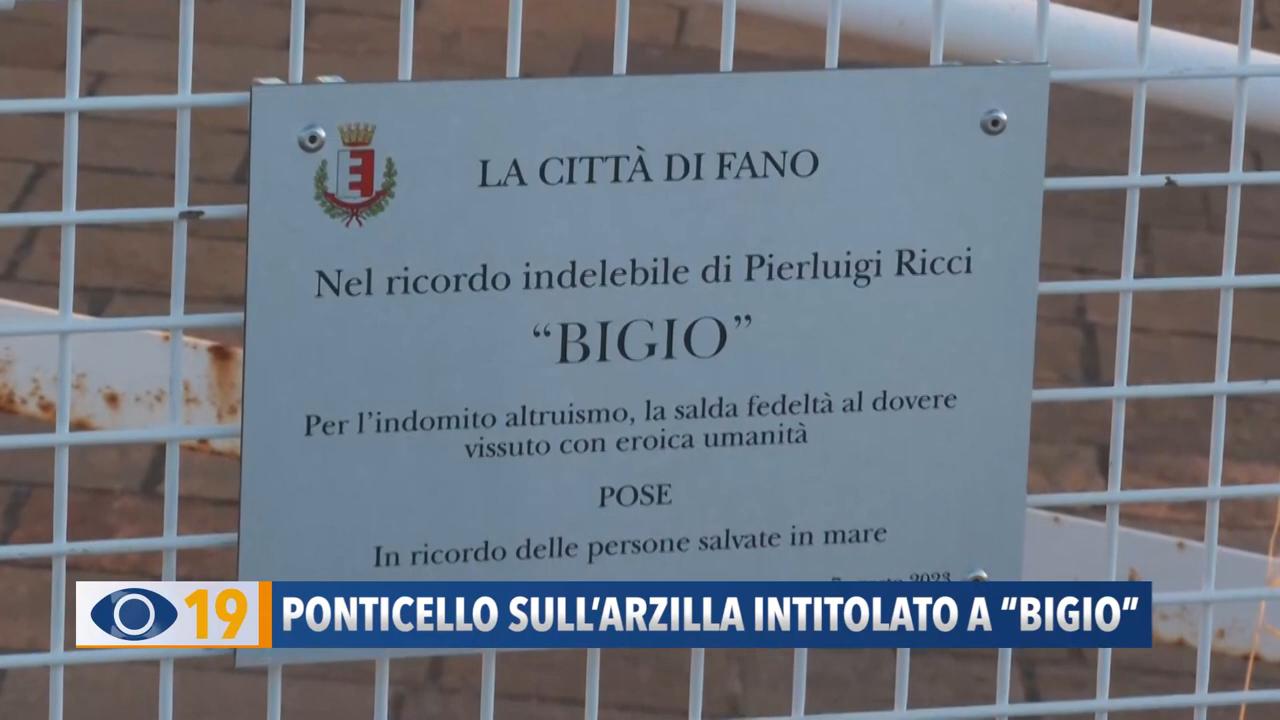 LA CITTÀ DI FANO
Nel ricordo indelebile di Pierluigi Ricci
“BIGIO”
Per l’indomito altruismo, la salda fedeltà al dovere
vissuto con eroica umanità
POSE
In ricordo delle persone salvate in mare
2023
19 PONTICELLO SULL’ARZILLA INTITOLATO A “BIGIO”